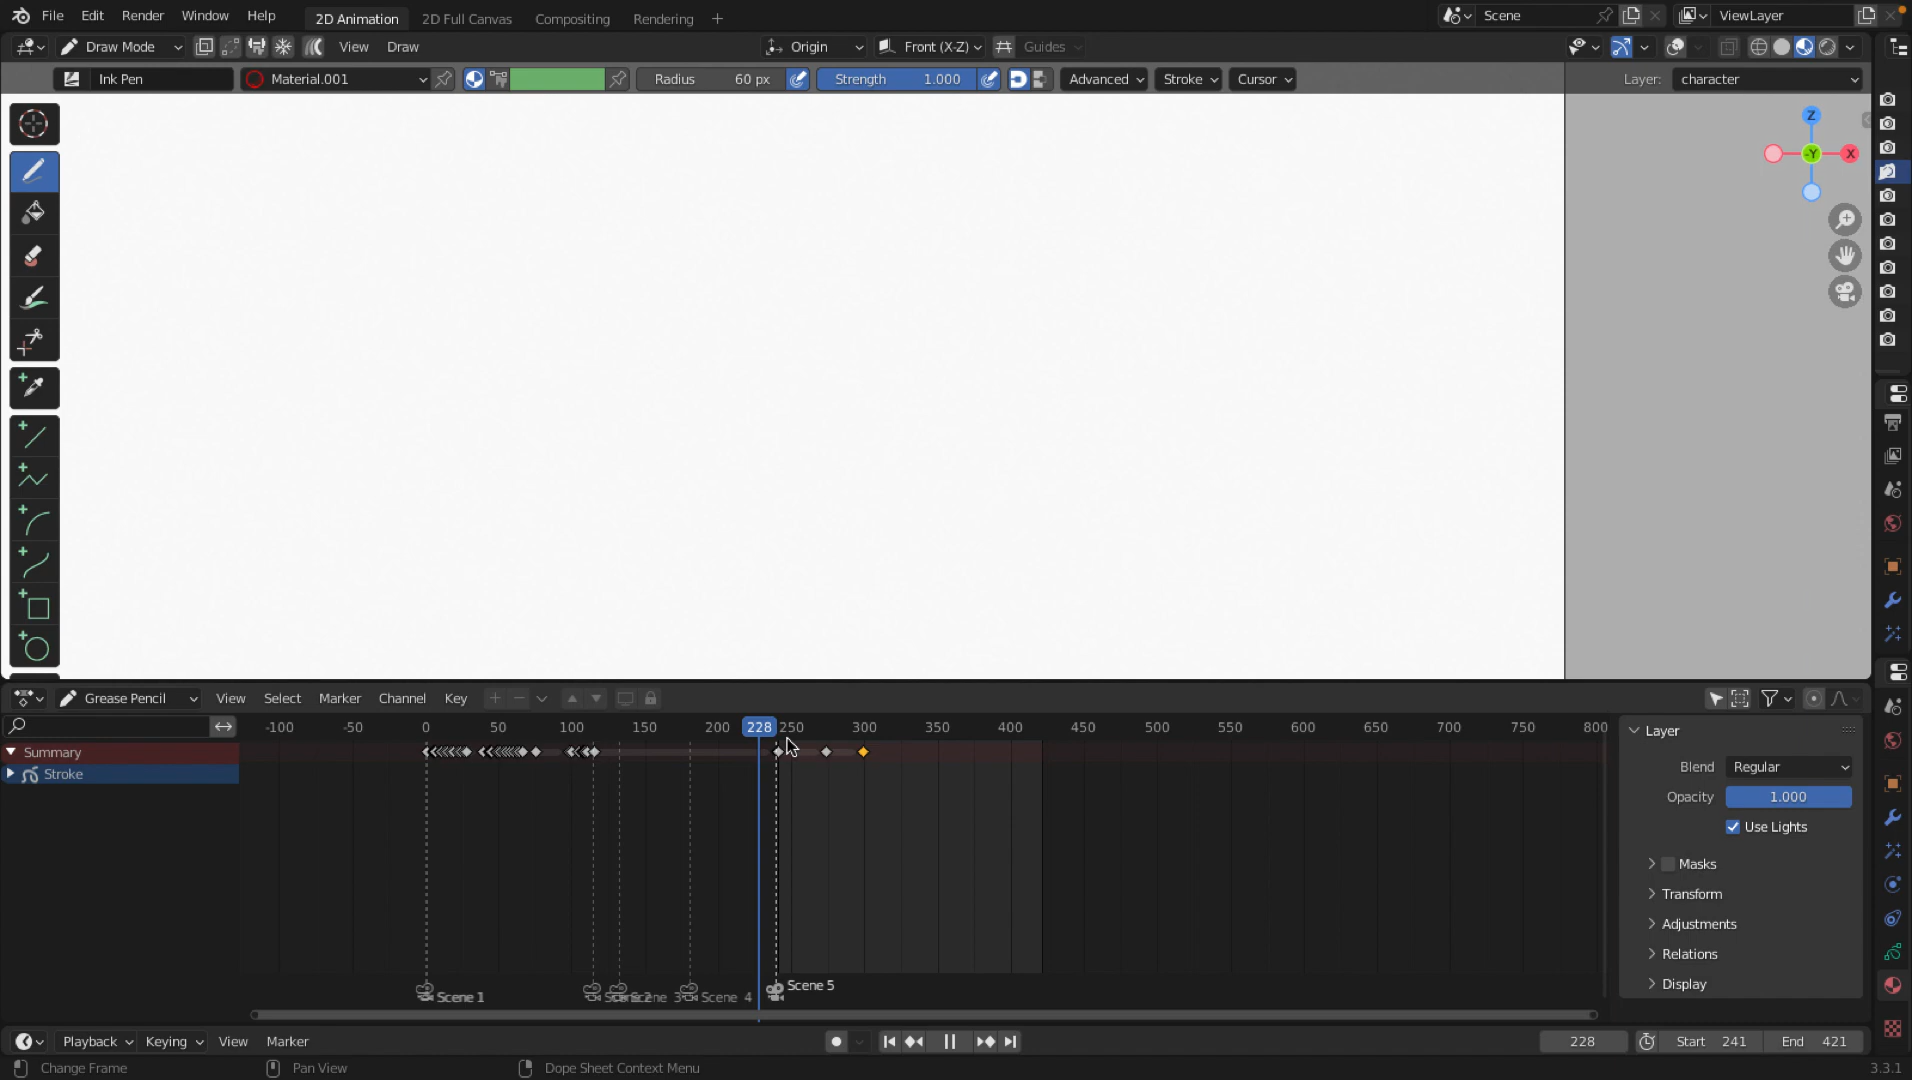 File Edit Render Window Help 2D Animation 2D Full Canvas Compositing Rendering + Scene ViewLayer
Draw Mode View Draw Origin Front (X-Z) Guides
Ink Pen Material.001 Radius 60 px Strength 1.000 Advanced Stroke Cursor Layer: character
Z
-Y X
Grease Pencil View Select Marker Channel Key
-100 -50 0 50 100 150 200 228 250 300 350 400 450 500 550 600 650 700 750 800 Layer
Summary
Blend Regular
Stroke
Opacity 1.000
Use Lights
Masks
Transform
Adjustments
Relations
Display
Scene 5
Scene 1 Scene 3 Scene 4
Playback Keying View Marker 228 Start 241 End 421
Change Frame Pan View Dope Sheet Context Menu 3.3.1